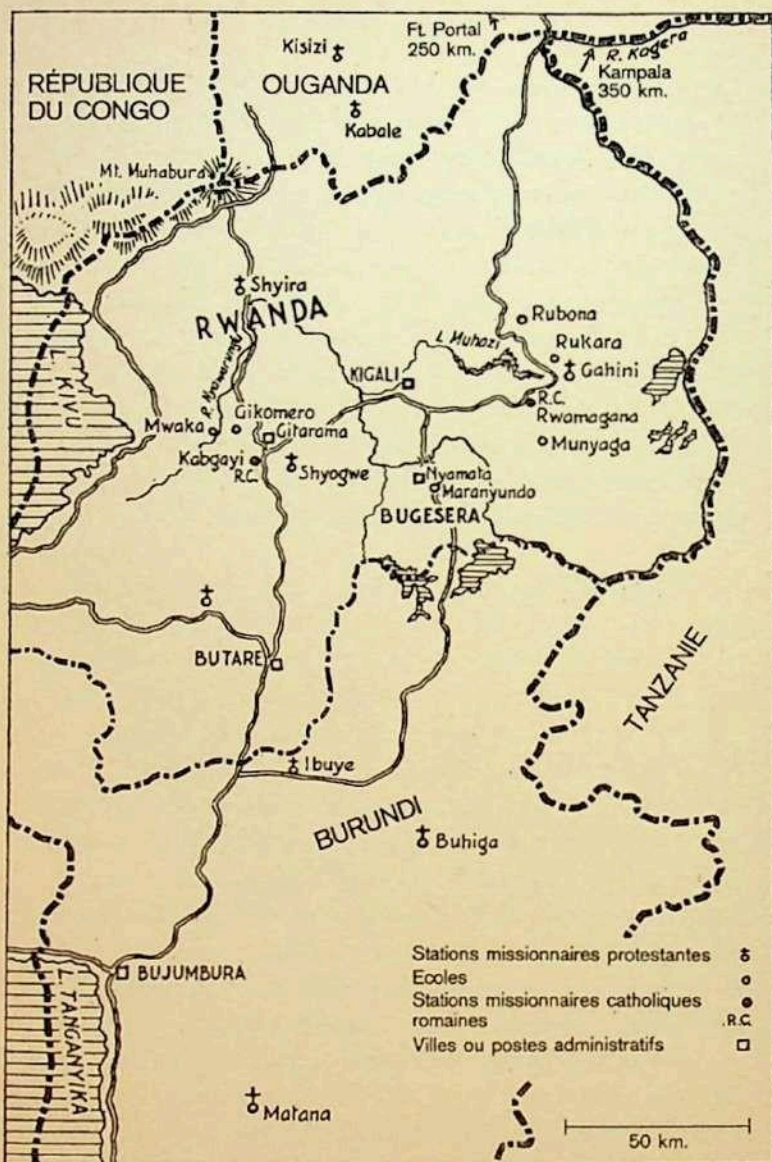 Ft. Portal
250 km.
R. Kagera
Kampala
350 km.
Kisizi
RÉPUBLIQUE
DU CONGO
OUGANDA
Kabale
Mt. Muhabura
Shyira
RWANDA
Rubona
L. Muhazi
Rukara
Gahini
L. KIVU
KIGALI
R.C.
Rwamagana
Mwaka
Gikomero
Gitarama
Munyaga
Kabgayi
R.C.
Shyogwe
Nyamata
Maranyundo
BUGESERA
BUTARE
TANZANIE
Ibuye
BURUNDI
Buhiga
BUJUMBURA
L. TANGANYIKA
Matana
Stations missionnaires protestantes
Ecoles
Stations missionnaires catholiques
romaines .R.C.
Villes ou postes administratifs
50 km.